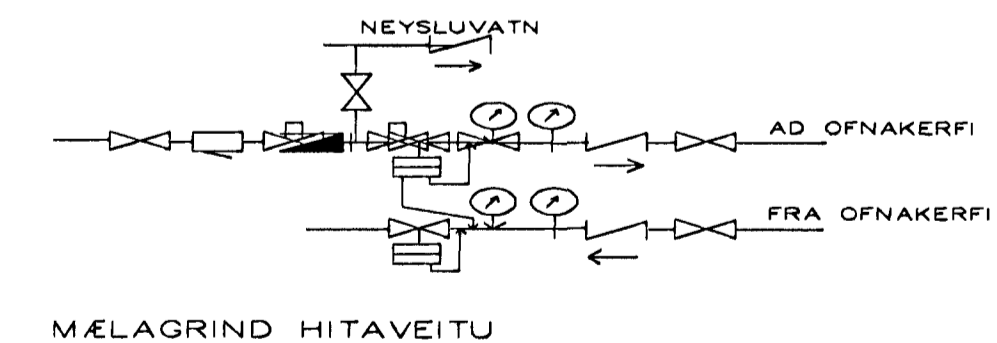 NEYSLUVATN
AD OFNAKERFI
FRA OFNAKERFI
MÆLAGRIND HITAVEITU